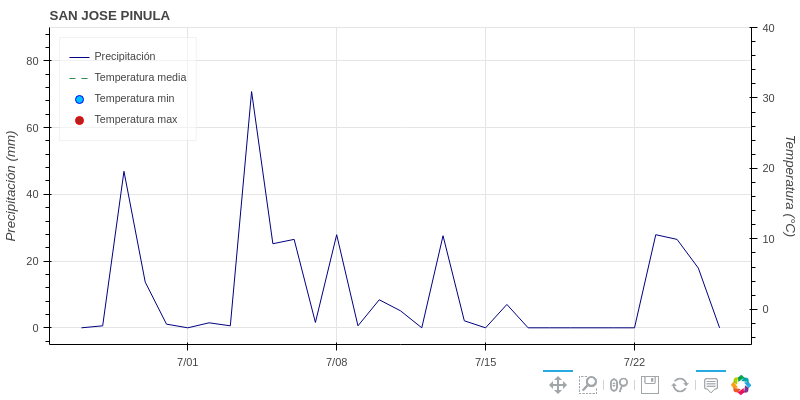 SAN JOSE PINULA
Precipitación
Temperatura media
Temperatura min
Temperatura max
Precipitación (mm)
80
60
40
20
0
Temperatura (°C)
40
30
20
10
0
7/01
7/08
7/15
7/22